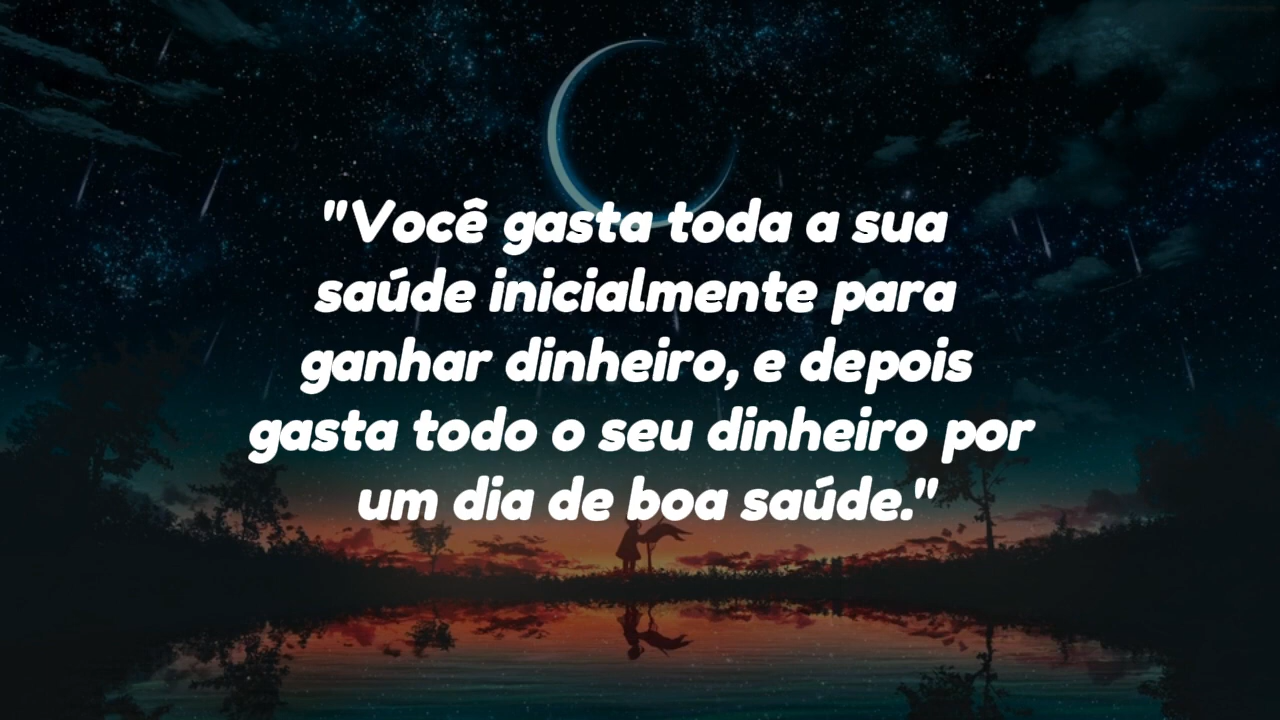 "Você gasta toda a sua
saúde inicialmente para
ganhar dinheiro, e depois
gasta todo o seu dinheiro por
um dia de boa saúde."